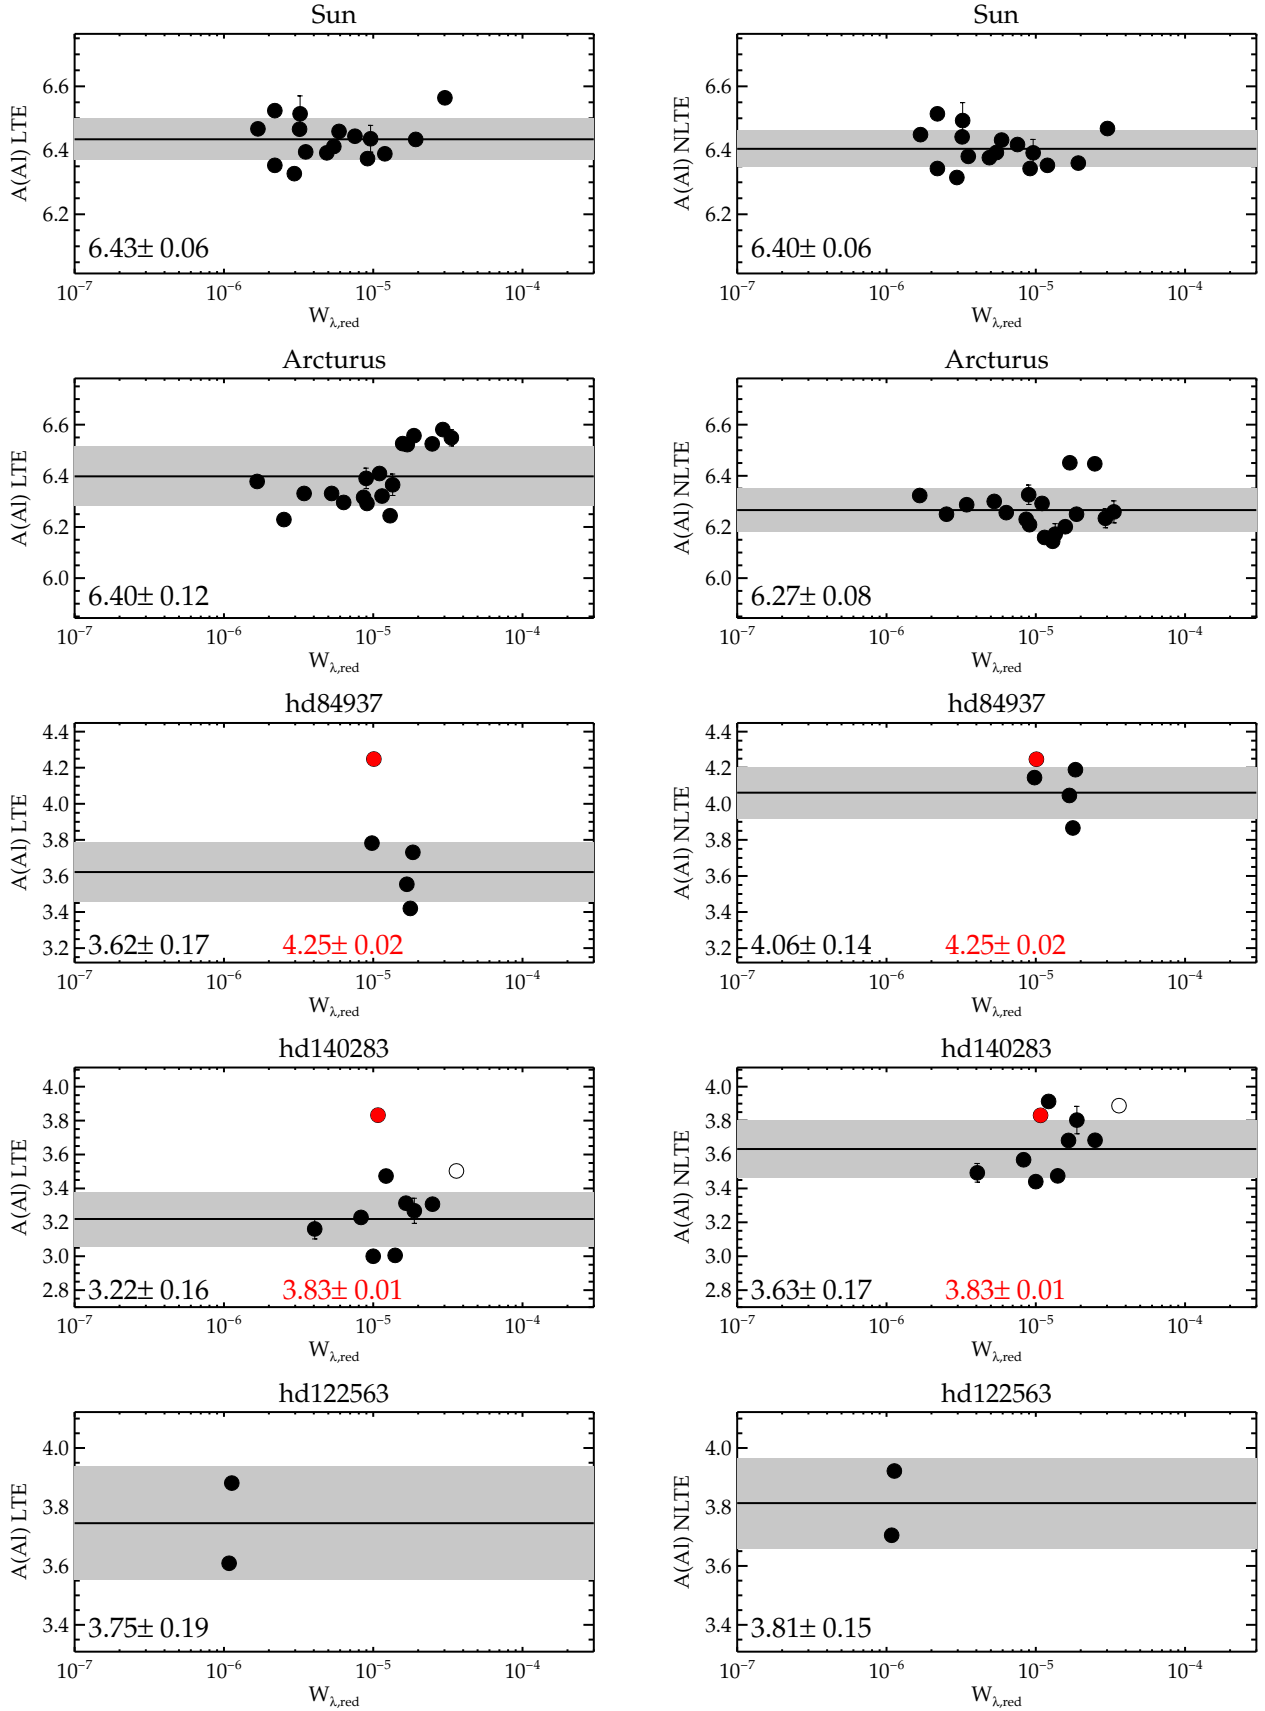 Sun
A(Al) LTE
6.6
6.4
6.2
6.43± 0.06
10⁻⁷ 10⁻⁶ 10⁻⁵ 10⁻⁴
W_λ,red
Sun
A(Al) NLTE
6.6
6.4
6.2
6.40± 0.06
10⁻⁷ 10⁻⁶ 10⁻⁵ 10⁻⁴
W_λ,red
Arcturus
A(Al) LTE
6.6
6.4
6.2
6.0
6.40± 0.12
10⁻⁷ 10⁻⁶ 10⁻⁵ 10⁻⁴
W_λ,red
Arcturus
A(Al) NLTE
6.6
6.4
6.2
6.0
6.27± 0.08
10⁻⁷ 10⁻⁶ 10⁻⁵ 10⁻⁴
W_λ,red
hd84937
A(Al) LTE
4.4
4.2
4.0
3.8
3.6
3.4
3.2
3.62± 0.17 4.25± 0.02
10⁻⁷ 10⁻⁶ 10⁻⁵ 10⁻⁴
W_λ,red
hd84937
A(Al) NLTE
4.4
4.2
4.0
3.8
3.6
3.4
3.2
4.06± 0.14 4.25± 0.02
10⁻⁷ 10⁻⁶ 10⁻⁵ 10⁻⁴
W_λ,red
hd140283
A(Al) LTE
4.0
3.8
3.6
3.4
3.2
3.0
2.8
3.22± 0.16 3.83± 0.01
10⁻⁷ 10⁻⁶ 10⁻⁵ 10⁻⁴
W_λ,red
hd140283
A(Al) NLTE
4.0
3.8
3.6
3.4
3.2
3.0
2.8
3.63± 0.17 3.83± 0.01
10⁻⁷ 10⁻⁶ 10⁻⁵ 10⁻⁴
W_λ,red
hd122563
A(Al) LTE
4.0
3.8
3.6
3.4
3.75± 0.19
10⁻⁷ 10⁻⁶ 10⁻⁵ 10⁻⁴
W_λ,red
hd122563
A(Al) NLTE
4.0
3.8
3.6
3.4
3.81± 0.15
10⁻⁷ 10⁻⁶ 10⁻⁵ 10⁻⁴
W_λ,red